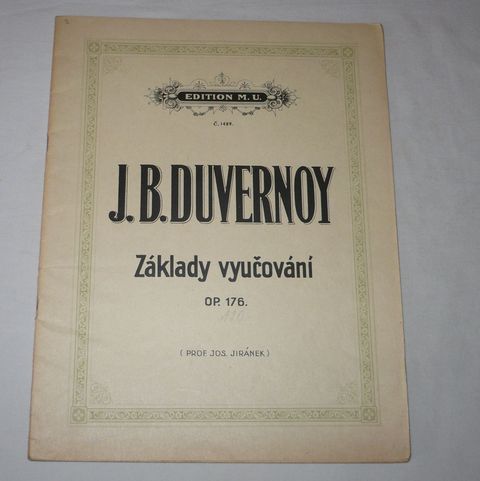 EDITION M. U.
č. 1489.
J. B. DUVERNOY
Základy vyučování
OP. 176.
( PROF. JOS. JIRÁNEK )